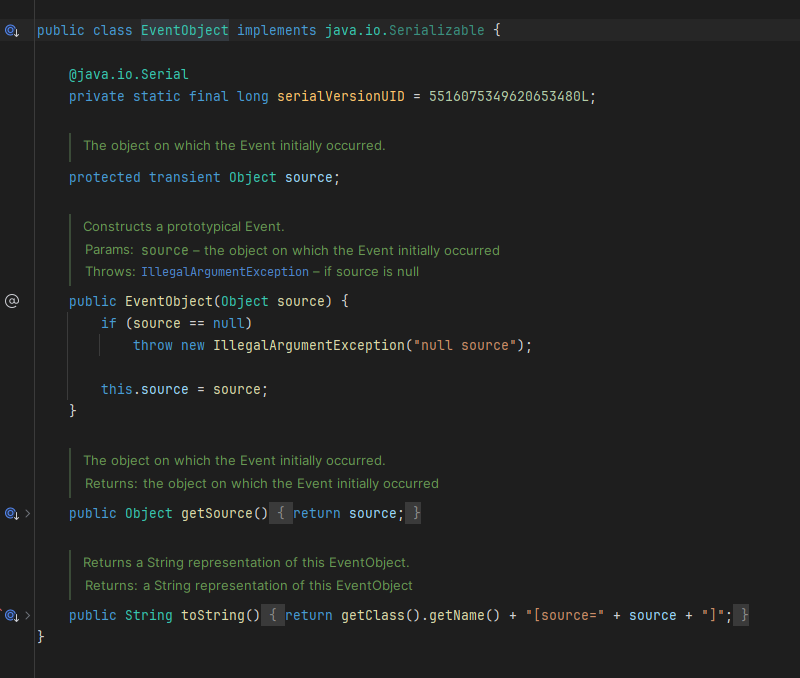 public class EventObject implements java.io.Serializable {
@java.io.Serial
private static final long serialVersionUID = 5516075349620653480L;
The object on which the Event initially occurred.
protected transient Object source;
Constructs a prototypical Event.
Params: source – the object on which the Event initially occurred
Throws: IllegalArgumentException – if source is null
public EventObject(Object source) {
if (source == null)
throw new IllegalArgumentException("null source");
this.source = source;
}
The object on which the Event initially occurred.
Returns: the object on which the Event initially occurred
public Object getSource() { return source; }
Returns a String representation of this EventObject.
Returns: a String representation of this EventObject
public String toString() { return getClass().getName() + "[source=" + source + "]"; }
}